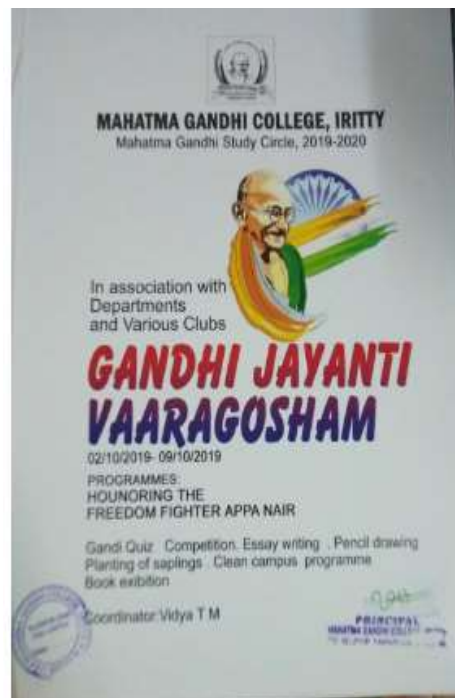 MAHATMA GANDHI COLLEGE, IRITTY
Mahatma Gandhi Study Circle, 2019-2020
In association with
Departments
and Various Clubs
GANDHI JAYANTI
VAARAGOSHAM
02/10/2019- 09/10/2019
PROGRAMMES:
HOUNORING THE
FREEDOM FIGHTER APPA NAIR
Gandi Quiz Competition. Essay writing . Pencil drawing
Planting of saplings . Clean campus programme
Book exibition
Coordinator: Vidya T M
PRINCIPAL
MAHATMA GANDHI COLLEGE